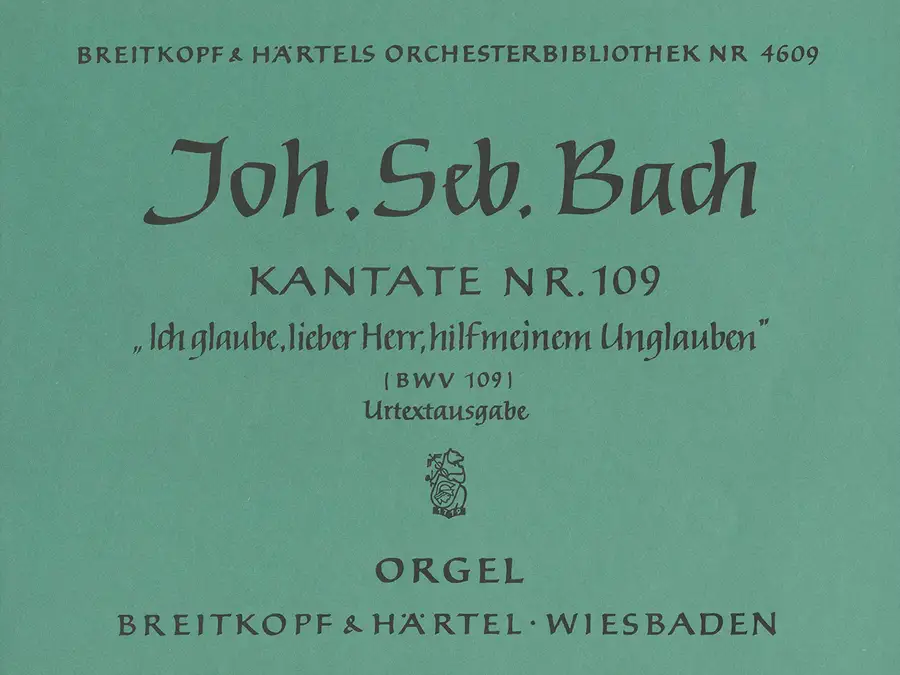 BREITKOPF & HÄRTELS ORCHESTERBIBLIOTHEK NR 4609
Joh. Seb. Bach
KANTATE NR. 109
„Ich glaube, lieber Herr, hilf meinem Unglauben”
(BWV 109)
Urtextausgabe
1719
ORGEL
BREITKOPF & HÄRTEL · WIESBADEN